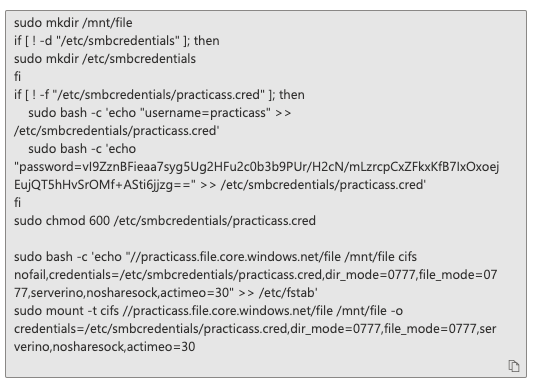 sudo mkdir /mnt/file
if [ ! -d "/etc/smbcredentials" ]; then
sudo mkdir /etc/smbcredentials
fi
if [ ! -f "/etc/smbcredentials/practicass.cred" ]; then
    sudo bash -c 'echo "username=practicass" >>
/etc/smbcredentials/practicass.cred'
    sudo bash -c 'echo
"password=vI9ZznBFieaa7syg5Ug2HFu2c0b3b9PUr/H2cN/mLzrcpCxZFkxKfB7IxOxoej
EujQT5hHvSrOMf+ASti6jjzg==" >> /etc/smbcredentials/practicass.cred'
fi
sudo chmod 600 /etc/smbcredentials/practicass.cred

sudo bash -c 'echo "//practicass.file.core.windows.net/file /mnt/file cifs
nofail,credentials=/etc/smbcredentials/practicass.cred,dir_mode=0777,file_mode=07
77,serverino,nosharesock,actimeo=30" >> /etc/fstab'
sudo mount -t cifs //practicass.file.core.windows.net/file /mnt/file -o
credentials=/etc/smbcredentials/practicass.cred,dir_mode=0777,file_mode=0777,ser
verino,nosharesock,actimeo=30